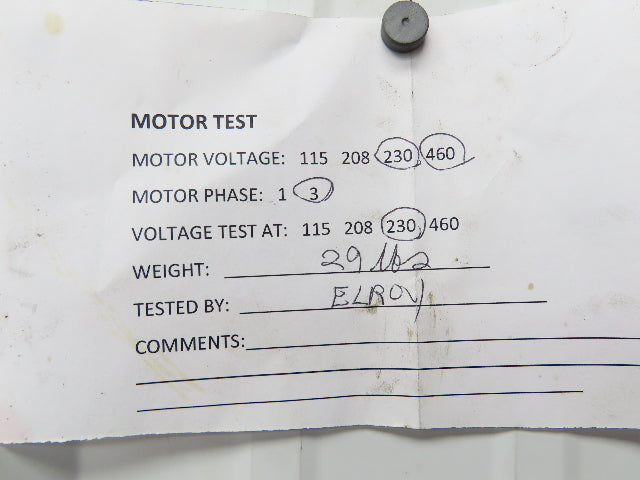 MOTOR TEST
MOTOR VOLTAGE: 115 208 230 460
MOTOR PHASE: 1 3
VOLTAGE TEST AT: 115 208 230 460
WEIGHT: 29 lbs
TESTED BY: ELROY
COMMENTS: